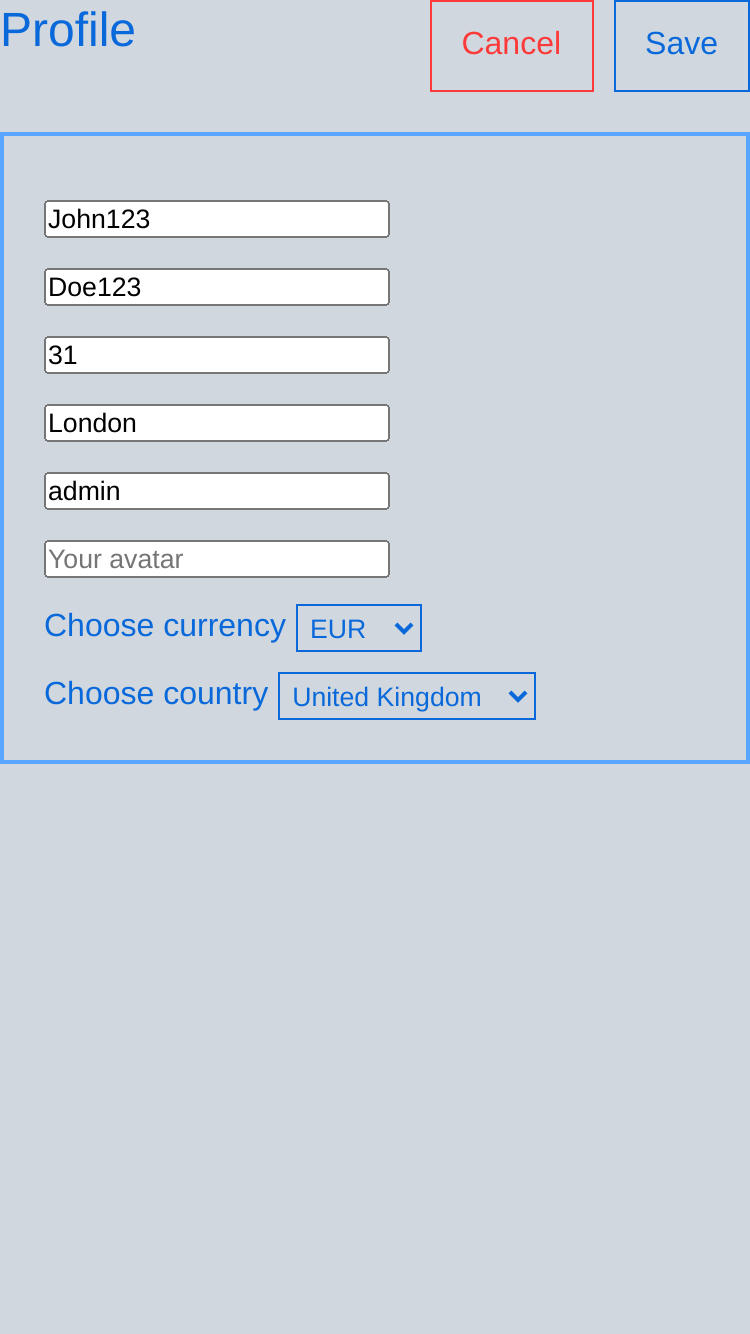 Profile Cancel Save
John123
Doe123
31
London
admin
Your avatar
Choose currency EUR
Choose country United Kingdom